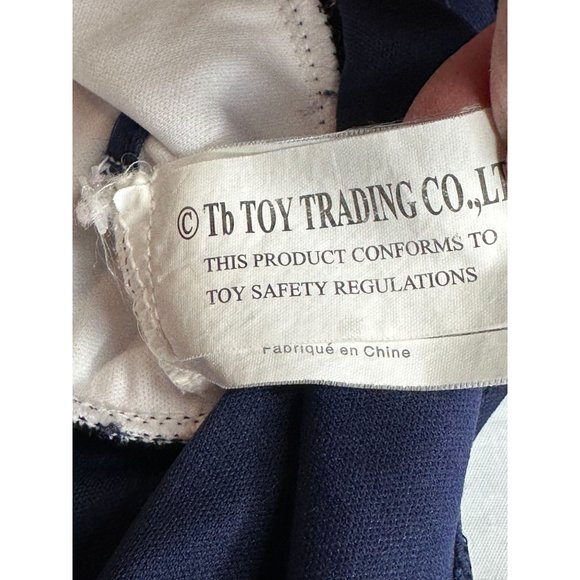 © Tb TOY TRADING CO.,LT
THIS PRODUCT CONFORMS TO
TOY SAFETY REGULATIONS
Fabriqué en Chine